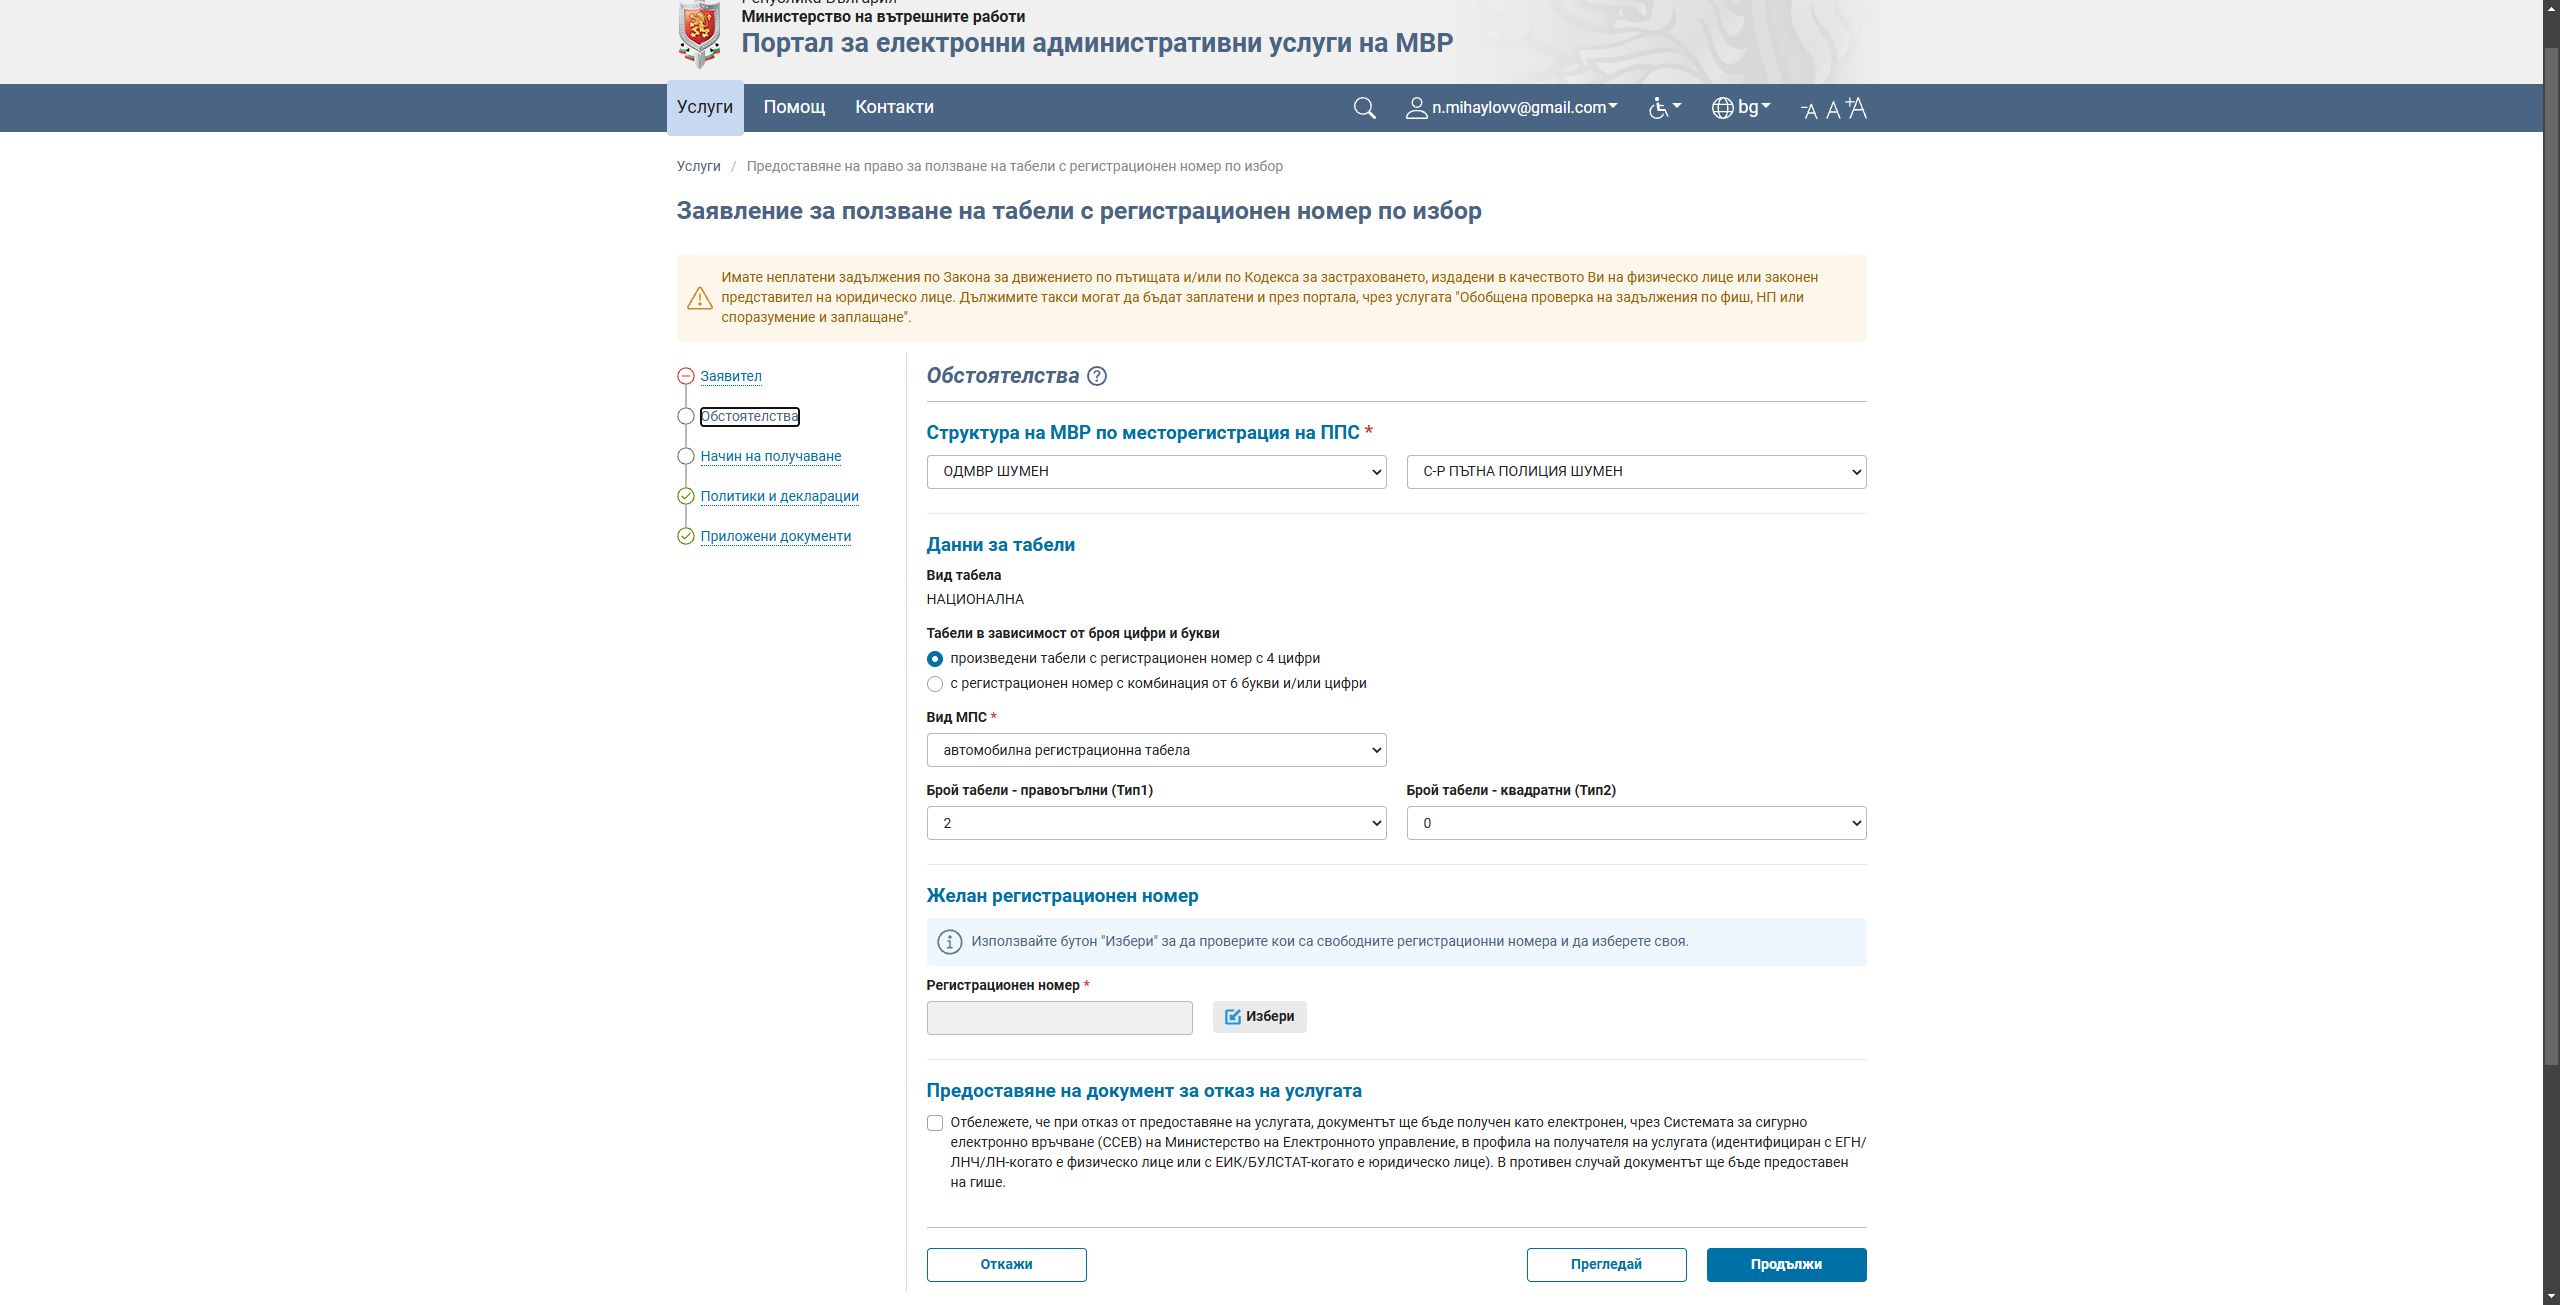 Република България
Министерство на вътрешните работи
Портал за електронни административни услуги на МВР
Услуги
Помощ
Контакти
n.mihaylovv@gmail.com
bg
-A A +A
Услуги / Предоставяне на право за ползване на табели с регистрационен номер по избор
Заявление за ползване на табели с регистрационен номер по избор
Имате неплатени задължения по Закона за движението по пътищата и/или по Кодекса за застраховането, издадени в качеството Ви на физическо лице или законен
представител на юридическо лице. Дължимите такси могат да бъдат заплатени и през портала, чрез услугата "Обобщена проверка на задължения по фиш, НП или
споразумение и заплащане".
Заявител
Обстоятелства
Начин на получаване
Политики и декларации
Приложени документи
Обстоятелства
Структура на МВР по месторегистрация на ППС *
ОДМВР ШУМЕН
С-Р ПЪТНА ПОЛИЦИЯ ШУМЕН
Данни за табели
Вид табела
НАЦИОНАЛНА
Табели в зависимост от броя цифри и букви
произведени табели с регистрационен номер с 4 цифри
с регистрационен номер с комбинация от 6 букви и/или цифри
Вид МПС *
автомобилна регистрационна табела
Брой табели - правоъгълни (Тип1)
Брой табели - квадратни (Тип2)
2
0
Желан регистрационен номер
Използвайте бутон "Избери" за да проверите кои са свободните регистрационни номера и да изберете своя.
Регистрационен номер *
Избери
Предоставяне на документ за отказ на услугата
Отбележете, че при отказ от предоставяне на услугата, документът ще бъде получен като електронен, чрез Системата за сигурно
електронно връчване (ССЕВ) на Министерство на Електронното управление, в профила на получателя на услугата (идентифициран с ЕГН/
ЛНЧ/ЛН-когато е физическо лице или с ЕИК/БУЛСТАТ-когато е юридическо лице). В противен случай документът ще бъде предоставен
на гише.
Откажи
Прегледай
Продължи